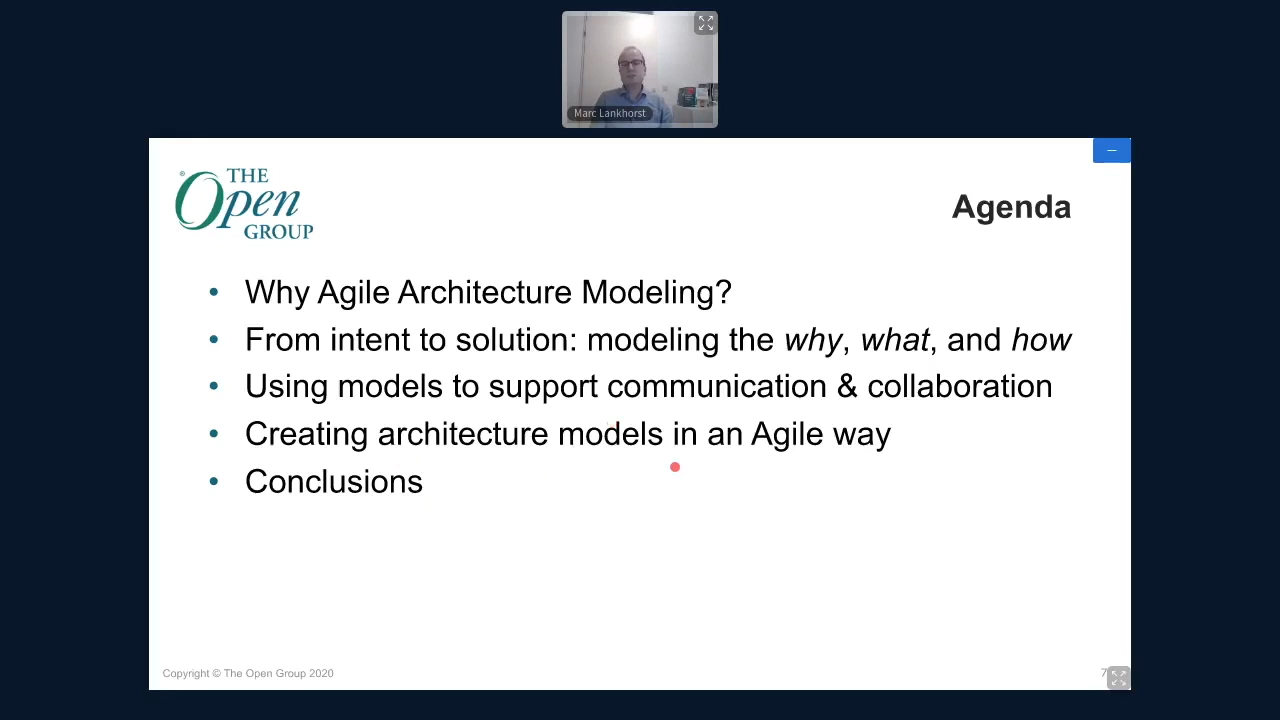 Marc Lankhorst
THE
Open
GROUP
Agenda
• Why Agile Architecture Modeling?
• From intent to solution: modeling the why, what, and how
• Using models to support communication & collaboration
• Creating architecture models in an Agile way
• Conclusions
Copyright © The Open Group 2020
7